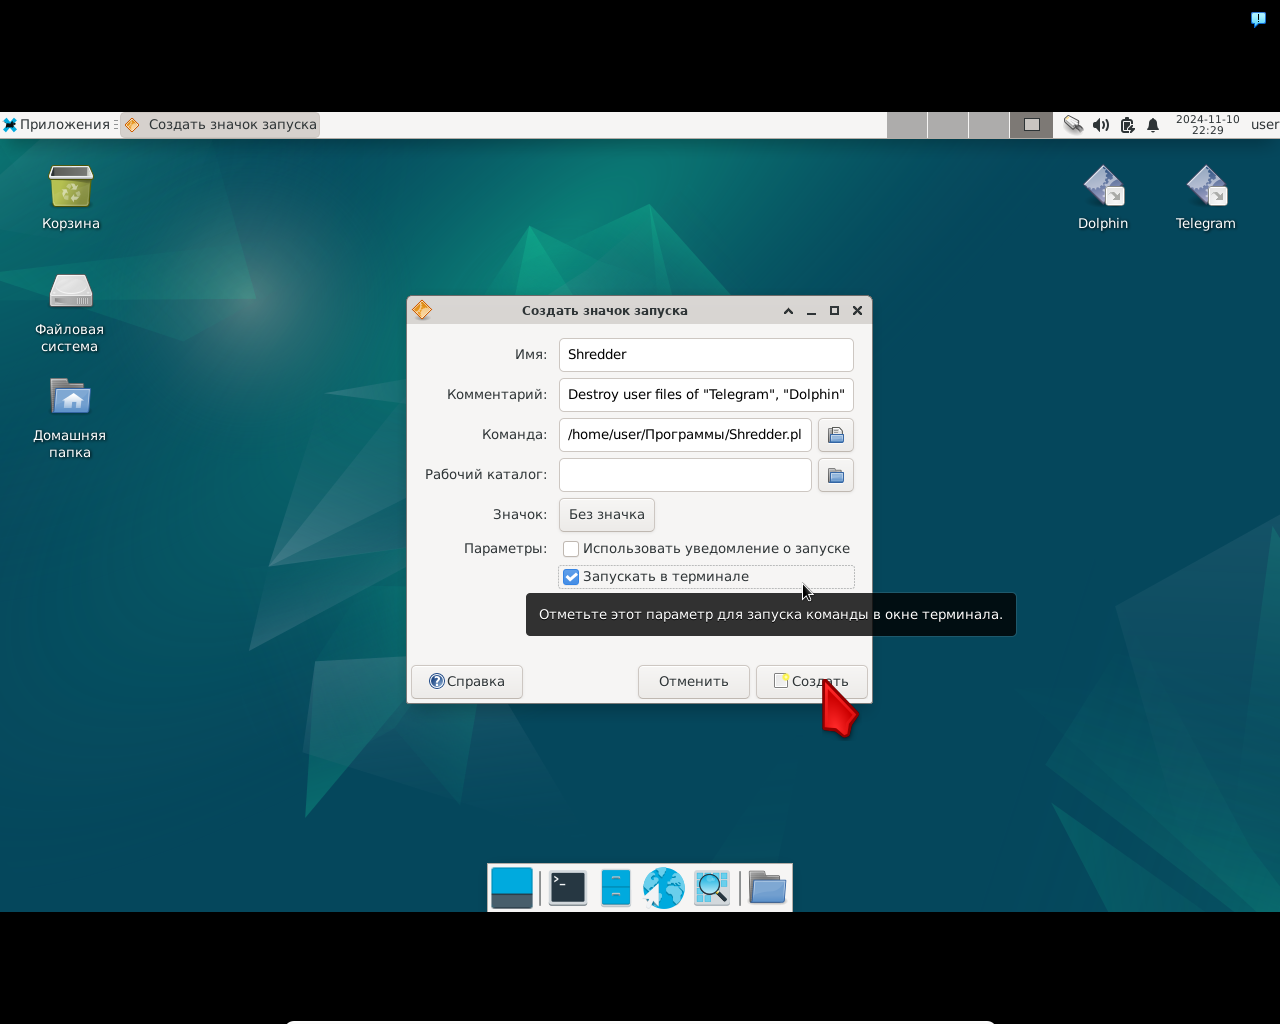 Приложения
Создать значок запуска
2024-11-10
22:29
user
Корзина
Dolphin
Telegram
Файловая
система
Домашняя
папка
Создать значок запуска
Имя: Shredder
Комментарий: Destroy user files of "Telegram", "Dolphin"
Команда: /home/user/Программы/Shredder.pl
Рабочий каталог:
Значок: Без значка
Параметры: Использовать уведомление о запуске
Запускать в терминале
Отметьте этот параметр для запуска команды в окне терминала.
Справка
Отменить
Создать